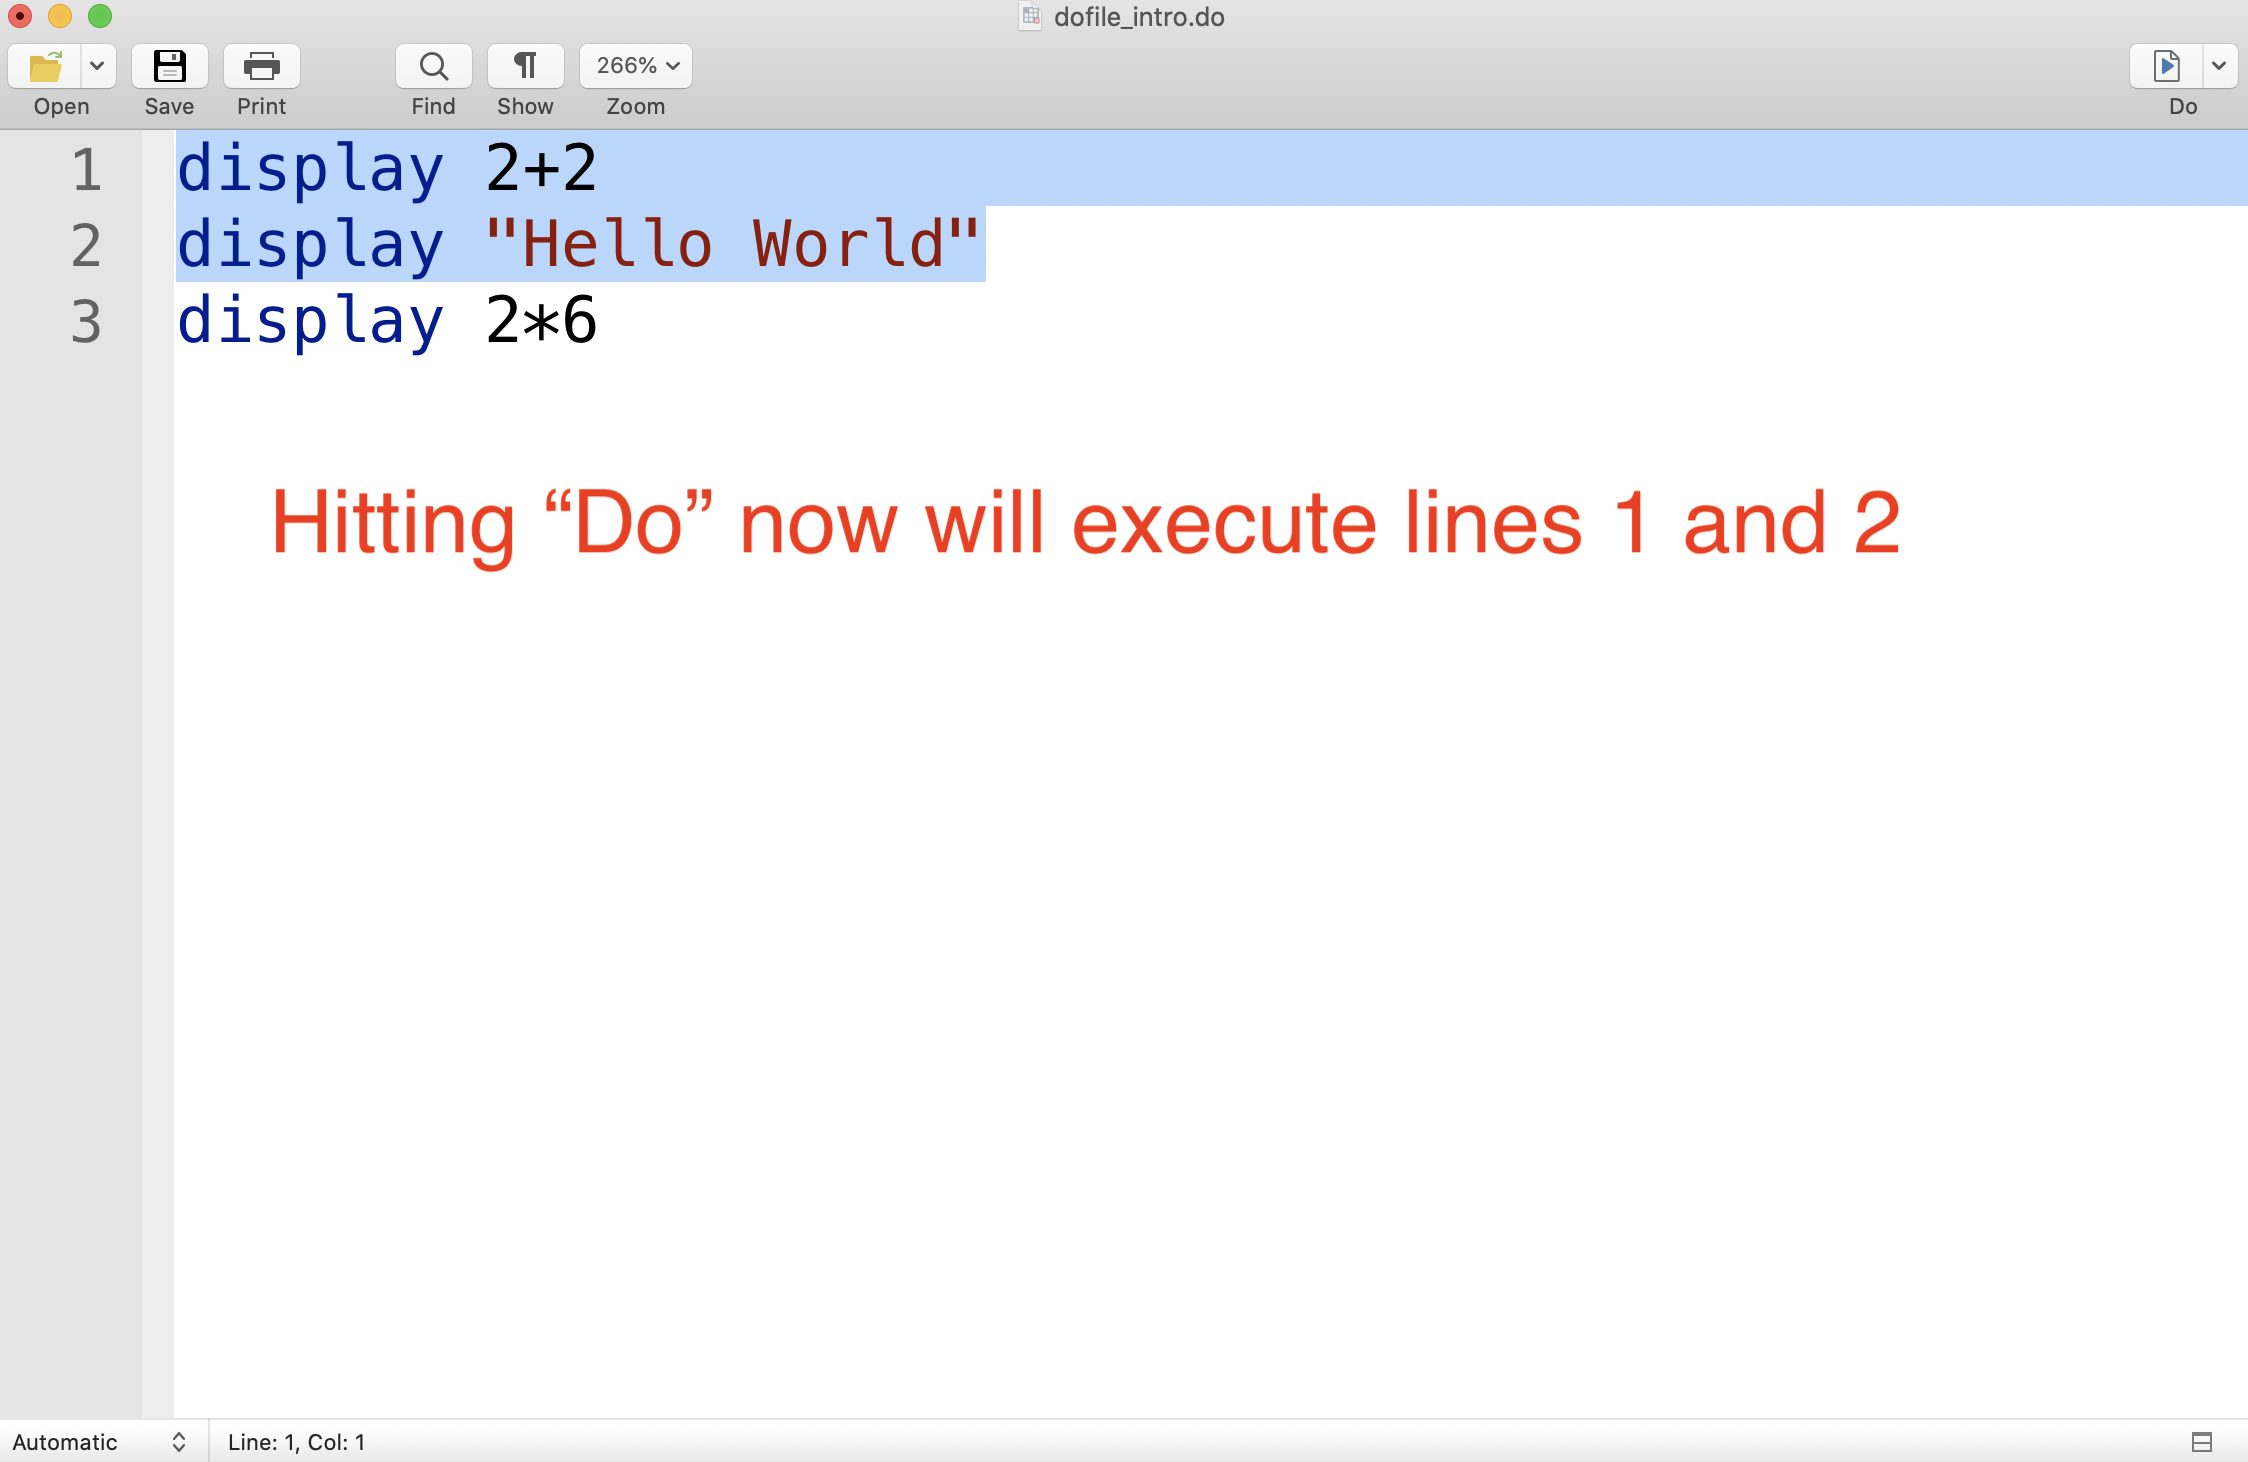 dofile_intro.do
266%
Open Save Print Find Show Zoom Do
1 display 2+2
2 display "Hello World"
3 display 2*6
Hitting “Do” now will execute lines 1 and 2
Automatic Line: 1, Col: 1